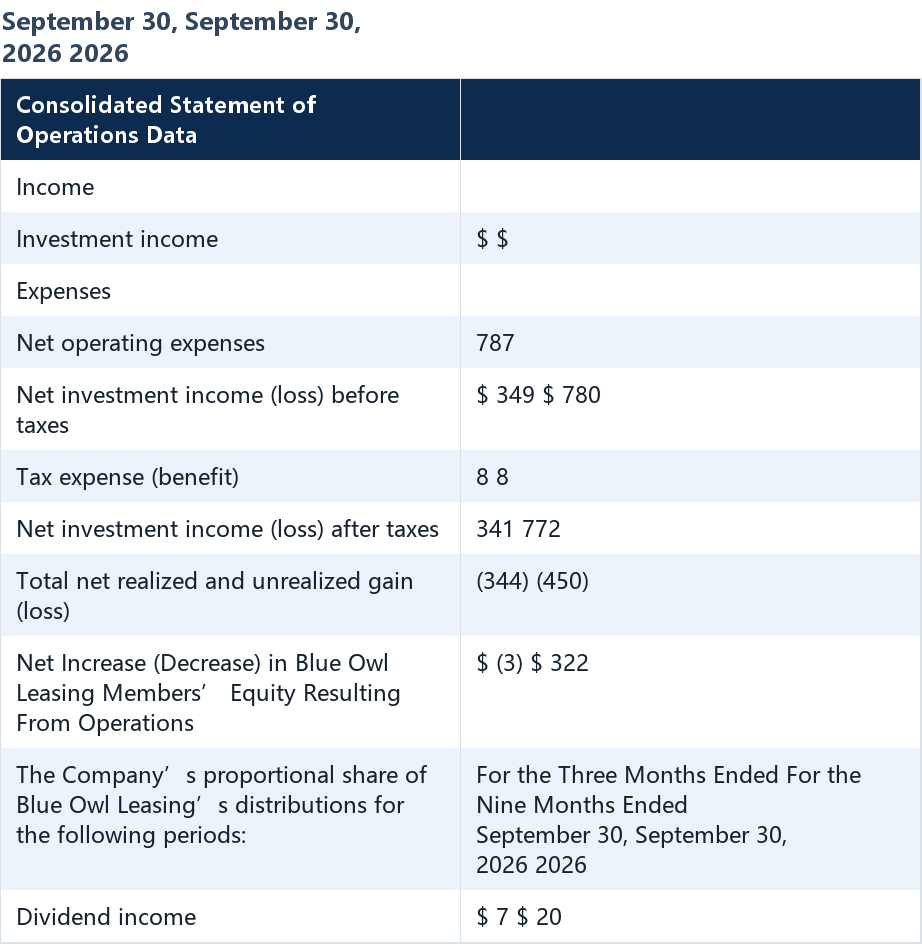 September 30, September 30,
2026 2026
Consolidated Statement of
Operations Data
Income
Investment income
$ $
Expenses
Net operating expenses
787
Net investment income (loss) before
taxes
$ 349 $ 780
Tax expense (benefit)
8 8
Net investment income (loss) after taxes
341 772
Total net realized and unrealized gain
(loss)
(344) (450)
Net Increase (Decrease) in Blue Owl
Leasing Members’ Equity Resulting
From Operations
$ (3) $ 322
The Company’s proportional share of
Blue Owl Leasing’s distributions for
the following periods:
For the Three Months Ended For the
Nine Months Ended
September 30, September 30,
2026 2026
Dividend income
$ 7 $ 20